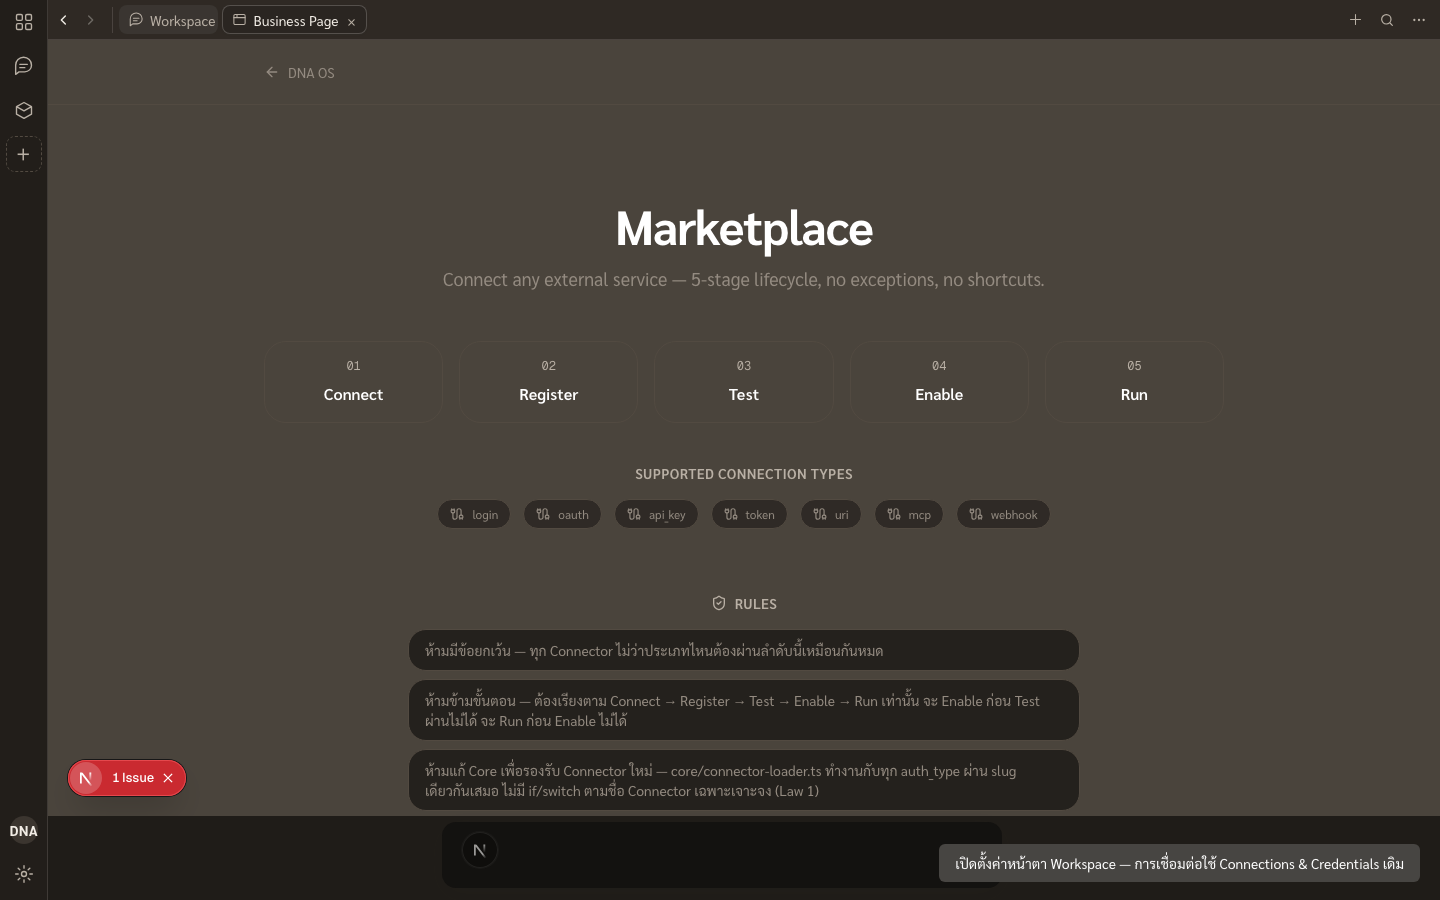 Workspace
Business Page
DNA OS
Marketplace
Connect any external service — 5-stage lifecycle, no exceptions, no shortcuts.
01
Connect
02
Register
03
Test
04
Enable
05
Run
SUPPORTED CONNECTION TYPES
login
oauth
api_key
token
uri
mcp
webhook
RULES
ห้ามมีข้อยกเว้น — ทุก Connector ไม่ว่าประเภทไหนต้องผ่านลำดับนี้เหมือนกันหมด
ห้ามข้ามขั้นตอน — ต้องเรียงตาม Connect → Register → Test → Enable → Run เท่านั้น จะ Enable ก่อน Test
ผ่านไม่ได้ จะ Run ก่อน Enable ไม่ได้
ห้ามแก้ Core เพื่อรองรับ Connector ใหม่ — core/connector-loader.ts ทำงานกับทุก auth_type ผ่าน slug
เดียวกันเสมอ ไม่มี if/switch ตามชื่อ Connector เฉพาะเจาะจง (Law 1)
N
1 Issue
DNA
N
เปิดตั้งค่าหน้าตา Workspace — การเชื่อมต่อใช้ Connections & Credentials เดิม